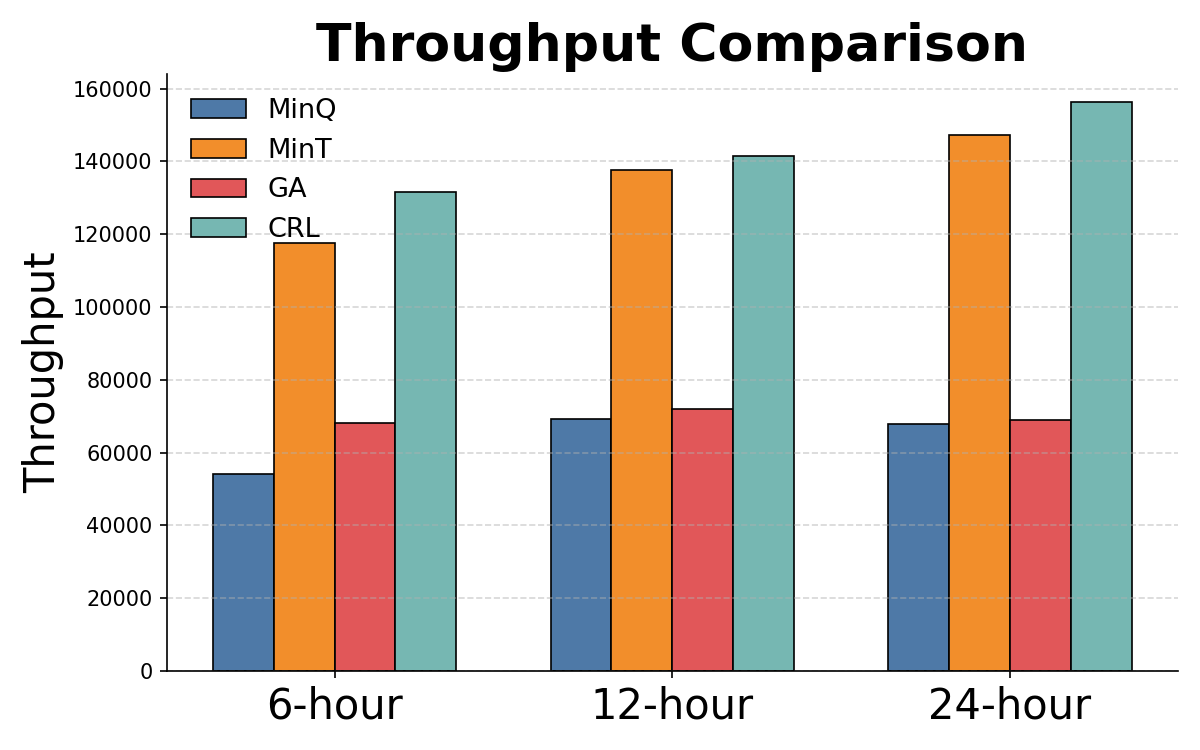 Throughput Comparison
Throughput
160000
140000
120000
100000
80000
60000
40000
20000
0
MinQ
MinT
GA
CRL
6-hour
12-hour
24-hour